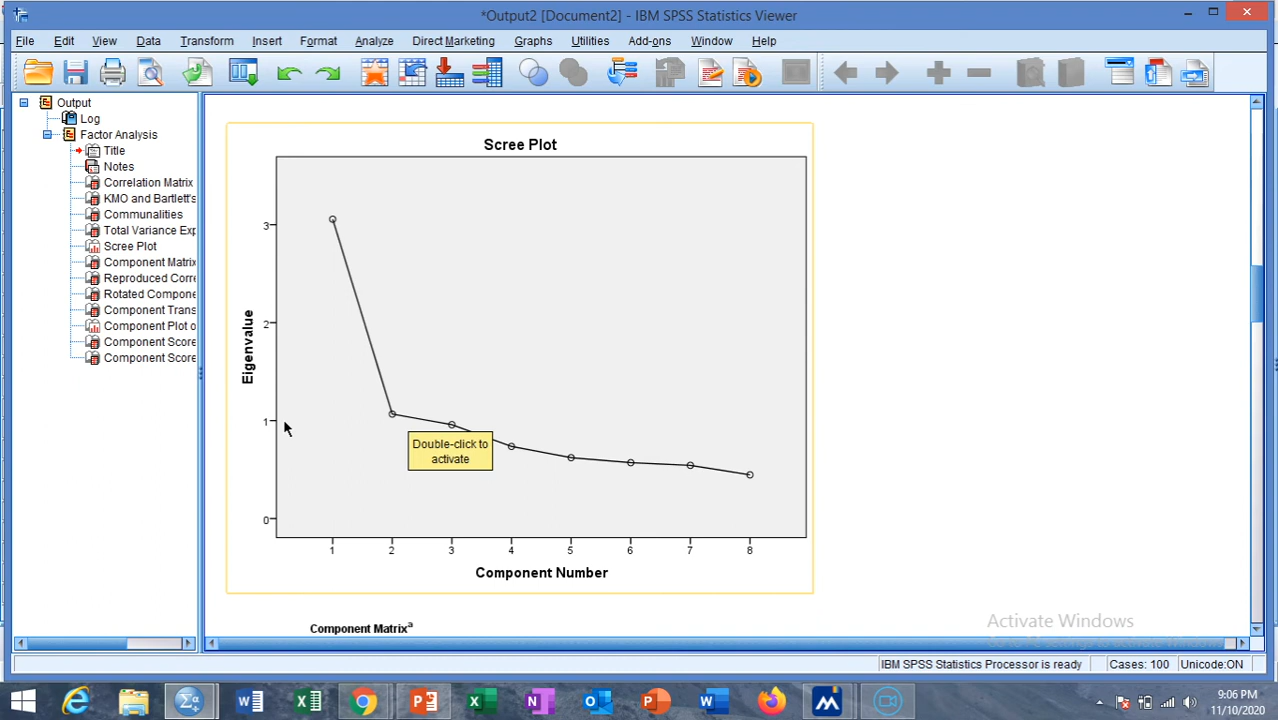 *Output2 [Document2] - IBM SPSS Statistics Viewer
File Edit View Data Transform Insert Format Analyze Direct Marketing Graphs Utilities Add-ons Window Help
Output
Log
Factor Analysis
Title
Notes
Correlation Matrix
KMO and Bartlett's
Communalities
Total Variance Exp
Scree Plot
Component Matrix
Reproduced Corre
Rotated Compone
Component Trans
Component Plot o
Component Score
Component Score
Scree Plot
Eigenvalue
3
2
1
0
Double-click to
activate
1 2 3 4 5 6 7 8
Component Number
Component Matrixa
Activate Windows
IBM SPSS Statistics Processor is ready
Cases: 100
Unicode:ON
9:06 PM
11/10/2020